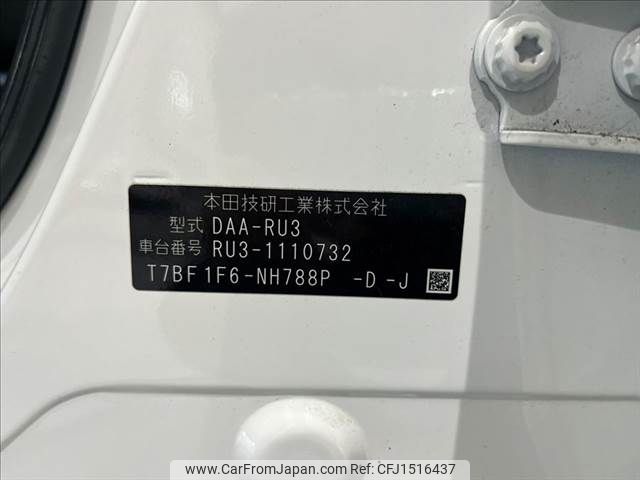 本田技研工業株式会社
型式 DAA-RU3
車台番号 RU3-1110732
T7BF1F6-NH788P -D -J
www.CarFromJapan.com - CFJ1516437